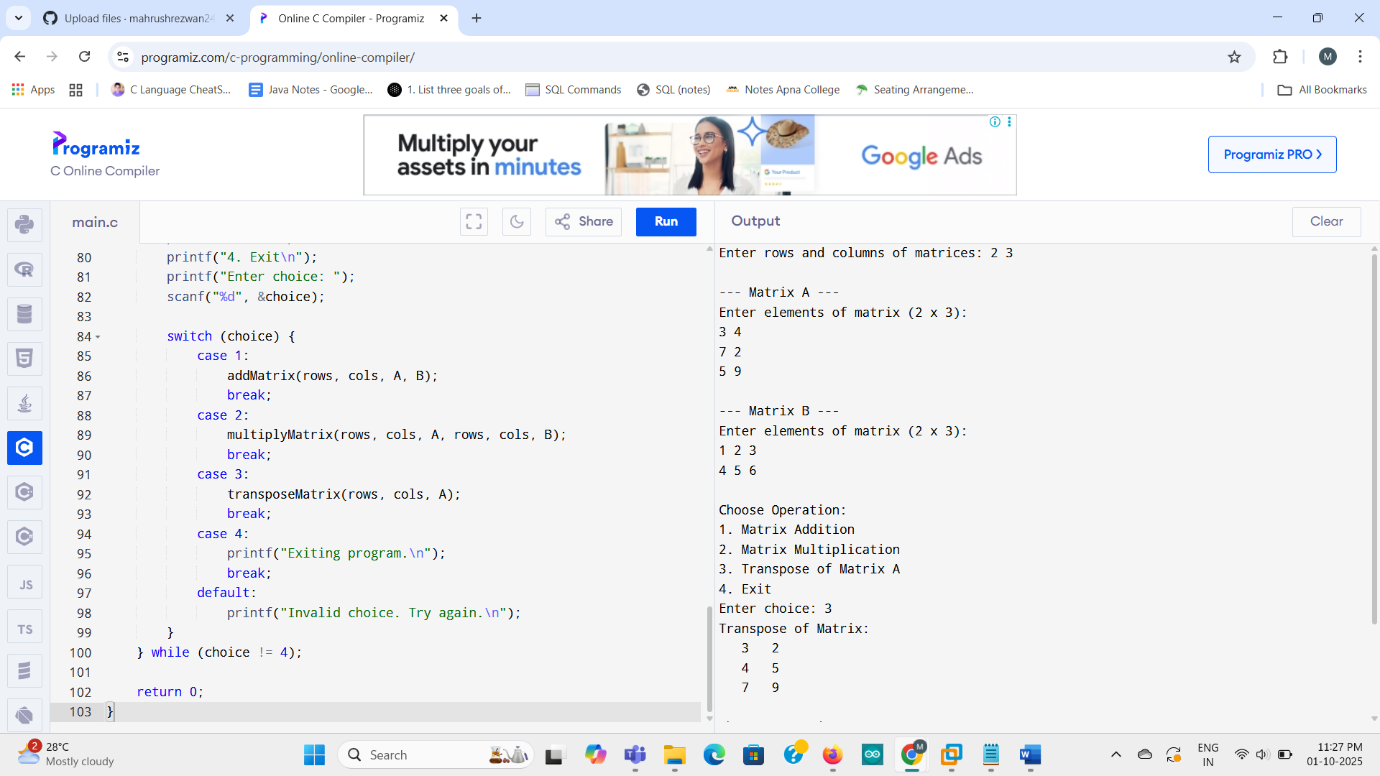 Upload files · mahrushrezwan24
Online C Compiler - Programiz
programiz.com/c-programming/online-compiler/
M
Apps
C Language CheatS...
Java Notes - Google...
1. List three goals of...
SQL Commands
SQL (notes)
Notes Apna College
Seating Arrangeme...
All Bookmarks
Programiz
C Online Compiler
Multiply your
assets in minutes
Your Product
Google Ads
Programiz PRO
main.c
Share
Run
Output
Clear
80 printf("4. Exit\n");
81 printf("Enter choice: ");
82 scanf("%d", &choice);
83
84 switch (choice) {
85 case 1:
86 addMatrix(rows, cols, A, B);
87 break;
88 case 2:
89 multiplyMatrix(rows, cols, A, rows, cols, B);
90 break;
91 case 3:
92 transposeMatrix(rows, cols, A);
93 break;
94 case 4:
95 printf("Exiting program.\n");
96 break;
97 default:
98 printf("Invalid choice. Try again.\n");
99 }
100 } while (choice != 4);
101
102 return 0;
103 }
Enter rows and columns of matrices: 2 3
--- Matrix A ---
Enter elements of matrix (2 x 3):
3 4
7 2
5 9
--- Matrix B ---
Enter elements of matrix (2 x 3):
1 2 3
4 5 6
Choose Operation:
1. Matrix Addition
2. Matrix Multiplication
3. Transpose of Matrix A
4. Exit
Enter choice: 3
Transpose of Matrix:
3 2
4 5
7 9
JS
TS
2
28°C
Mostly cloudy
Search
M
ENG
IN
11:27 PM
01-10-2025